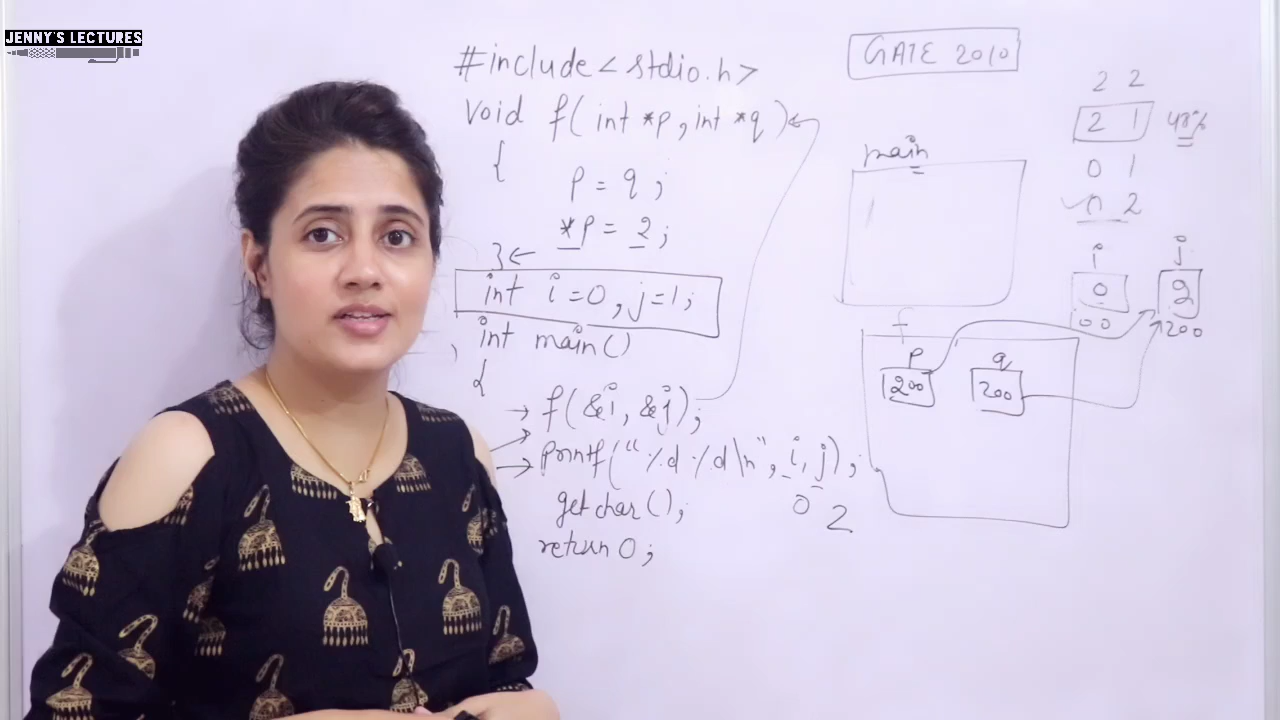 JENNY'S LECTURES
#include < stdio.h >
void f( int *p, int *q )
{
p = q ;
*p = 2 ;
}
int i=0, j=1;
int main()
{
f(&i, &j);
printf("%d %d\n", i, j);
0 2
getchar();
return 0;
GATE 2010
2 2
2 1
0 1
0 2
main
i j
0 2
00 200
f
p q
200 200